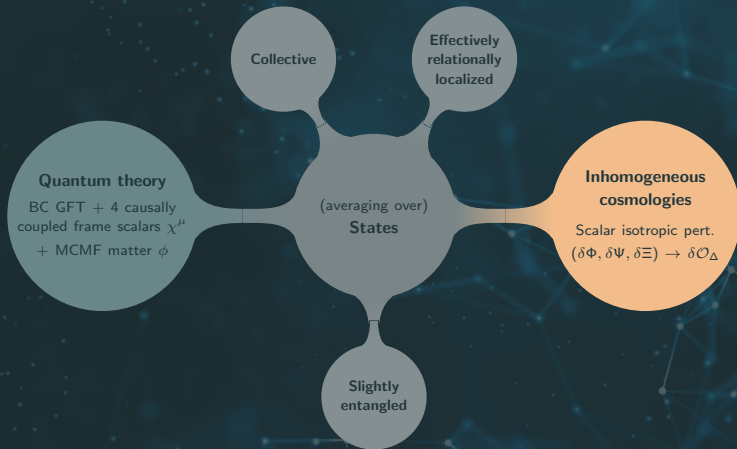 Collective
Effectively
relationally
localized
Quantum theory
BC GFT + 4 causally
coupled frame scalars χ^μ
+ MCMF matter ϕ
(averaging over)
States
Inhomogeneous
cosmologies
Scalar isotropic pert.
(δΦ, δΨ, δΞ) → δ𝒪_Δ
Slightly
entangled